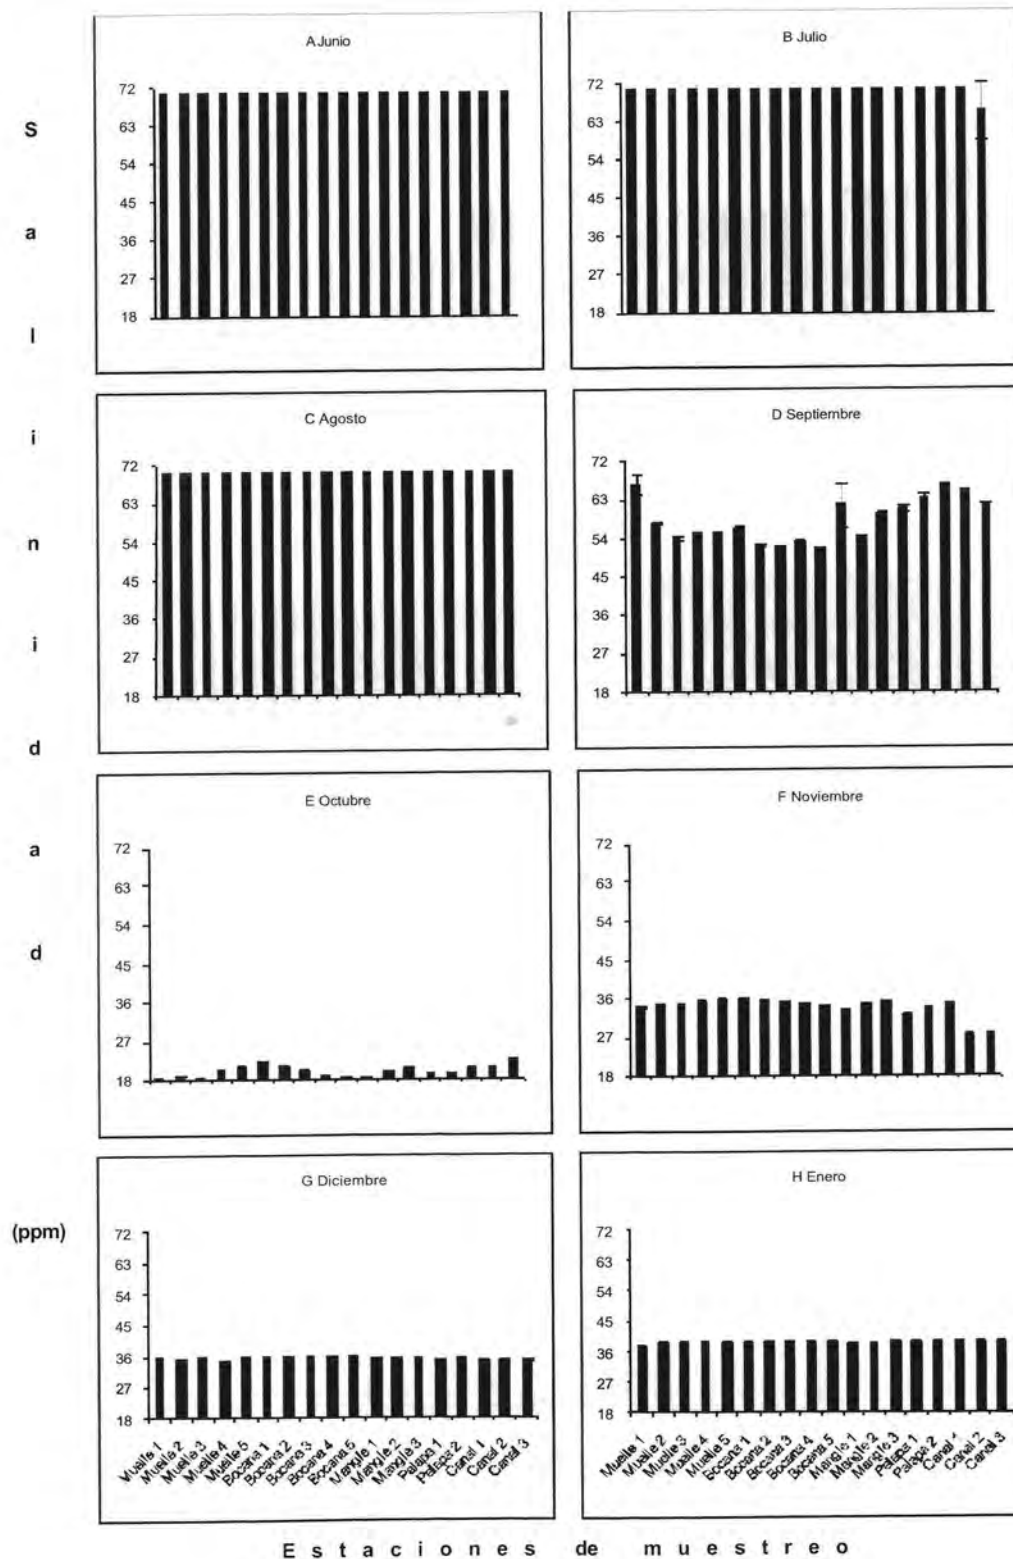 Salinidad
(ppm)
A Junio
72
63
54
45
36
27
18
B Julio
72
63
54
45
36
27
18
C Agosto
72
63
54
45
36
27
18
D Septiembre
72
63
54
45
36
27
18
E Octubre
72
63
54
45
36
27
18
F Noviembre
72
63
54
45
36
27
18
G Diciembre
72
63
54
45
36
27
18
Muelle 1
Muelle 2
Muelle 3
Muelle 4
Muelle 5
Bocana 1
Bocana 2
Bocana 3
Bocana 4
Bocana 5
Mangle 1
Mangle 2
Mangle 3
Palapa 1
Palapa 2
Canal 1
Canal 2
Canal 3
H Enero
72
63
54
45
36
27
18
Muelle 1
Muelle 2
Muelle 3
Muelle 4
Muelle 5
Bocana 1
Bocana 2
Bocana 3
Bocana 4
Bocana 5
Mangle 1
Mangle 2
Mangle 3
Palapa 1
Palapa 2
Canal 1
Canal 2
Canal 3
Estaciones de muestreo